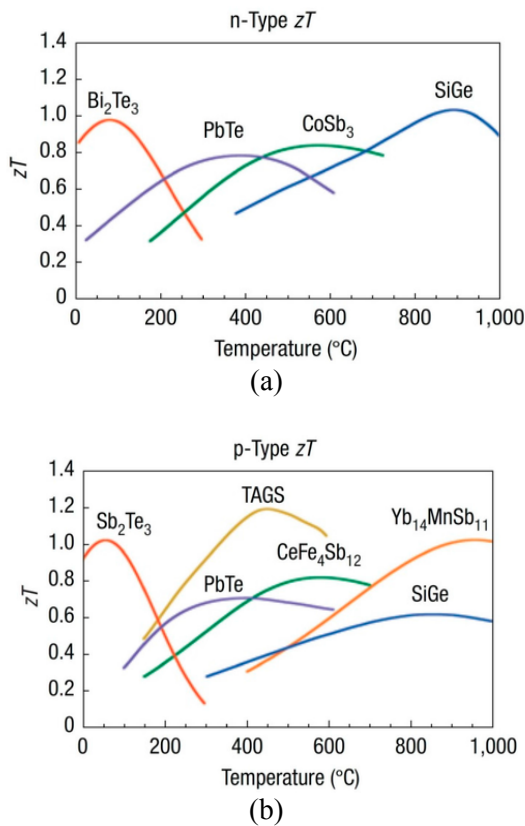 n-Type zT
1.4
1.2
1.0
0.8
0.6
0.4
0.2
0
zT
Bi₂Te₃
PbTe
CoSb₃
SiGe
0 200 400 600 800 1,000
Temperature (°C)
(a)
p-Type zT
1.4
1.2
1.0
0.8
0.6
0.4
0.2
0
zT
Sb₂Te₃
TAGS
Yb₁₄MnSb₁₁
CeFe₄Sb₁₂
PbTe
SiGe
0 200 400 600 800 1,000
Temperature (°C)
(b)